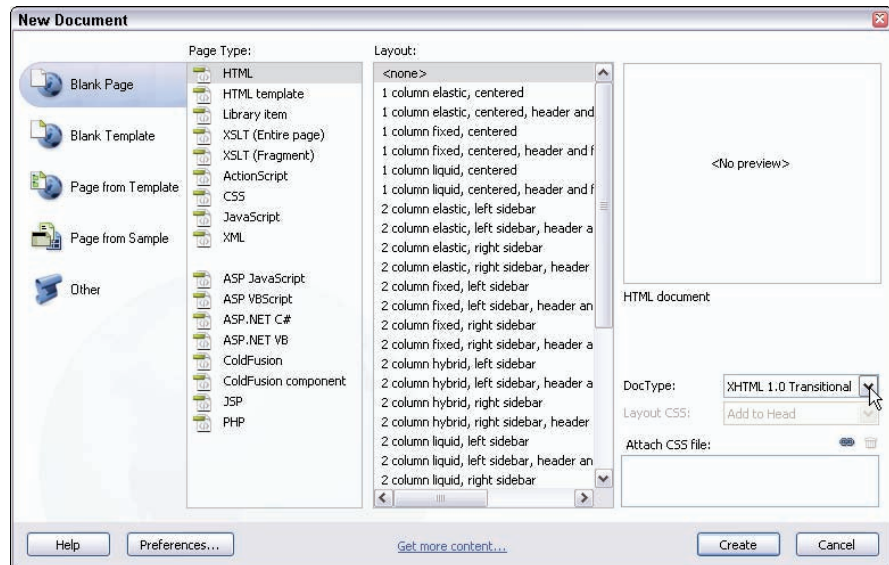 New Document
Blank Page
Blank Template
Page from Template
Page from Sample
Other
Page Type:
HTML
HTML template
Library item
XSLT (Entire page)
XSLT (Fragment)
ActionScript
CSS
JavaScript
XML
ASP JavaScript
ASP VBScript
ASP.NET C#
ASP.NET VB
ColdFusion
ColdFusion component
JSP
PHP
Layout:
<none>
1 column elastic, centered
1 column elastic, centered, header and
1 column fixed, centered
1 column fixed, centered, header and f
1 column liquid, centered
1 column liquid, centered, header and f
2 column elastic, left sidebar
2 column elastic, left sidebar, header a
2 column elastic, right sidebar
2 column elastic, right sidebar, header
2 column fixed, left sidebar
2 column fixed, left sidebar, header an
2 column fixed, right sidebar
2 column fixed, right sidebar, header a
2 column hybrid, left sidebar
2 column hybrid, left sidebar, header a
2 column hybrid, right sidebar
2 column hybrid, right sidebar, header
2 column liquid, left sidebar
2 column liquid, left sidebar, header an
2 column liquid, right sidebar
<No preview>
HTML document
DocType: XHTML 1.0 Transitional
Layout CSS: Add to Head
Attach CSS file:
Help Preferences... Get more content... Create Cancel